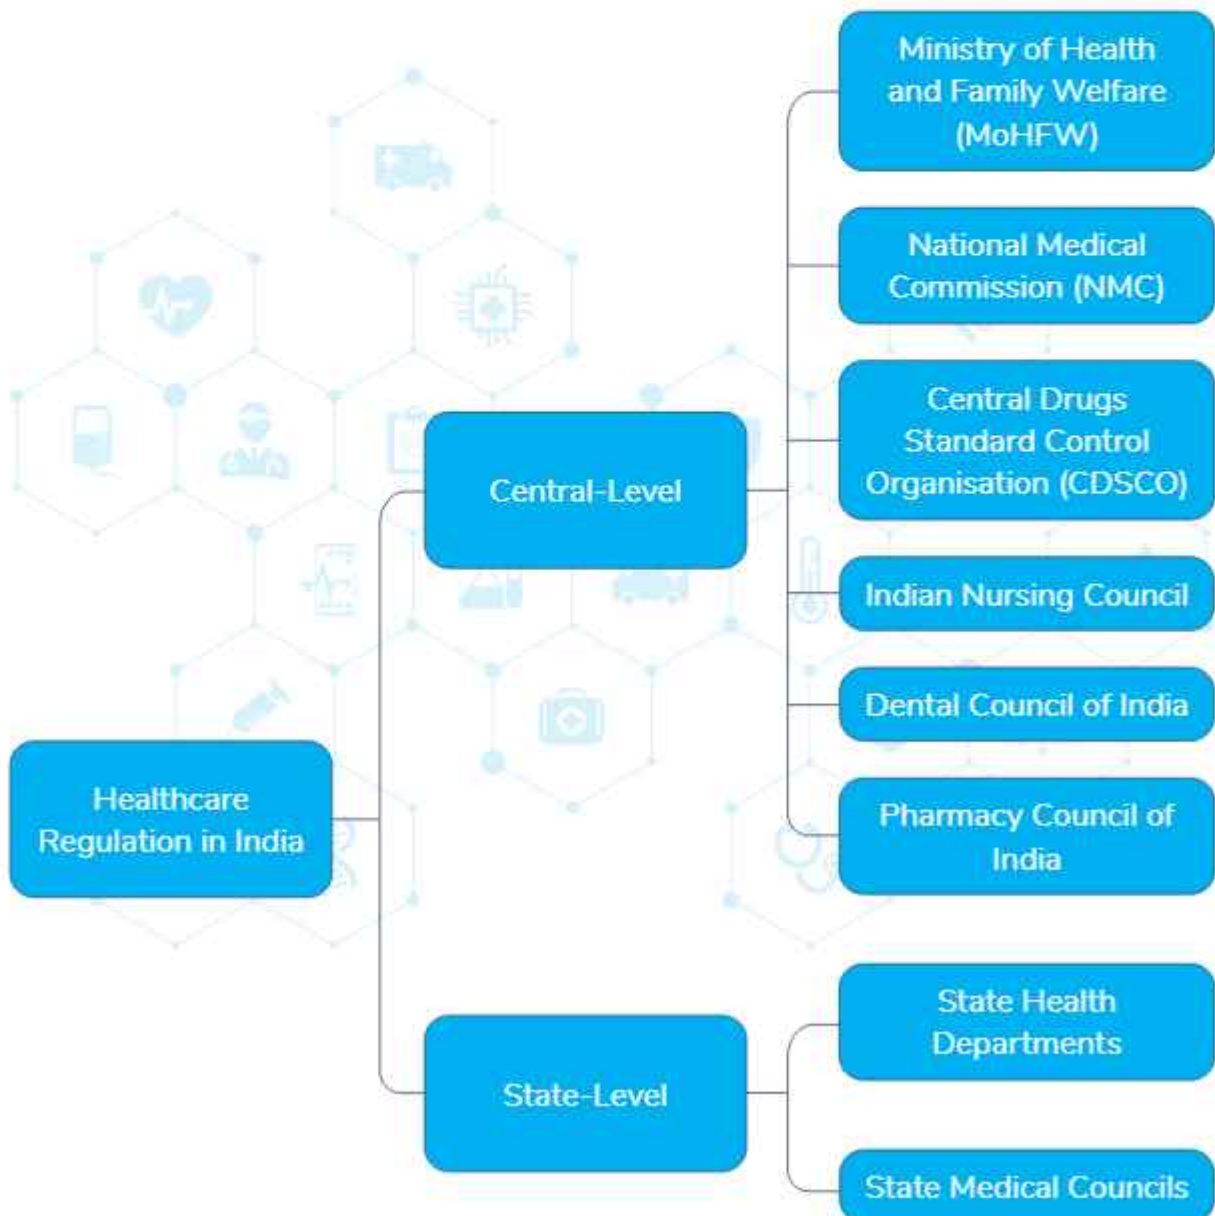 Healthcare
Regulation in India
Central-Level
Ministry of Health
and Family Welfare
(MoHFW)
National Medical
Commission (NMC)
Central Drugs
Standard Control
Organisation (CDSCO)
Indian Nursing Council
Dental Council of India
Pharmacy Council of
India
State-Level
State Health
Departments
State Medical Councils